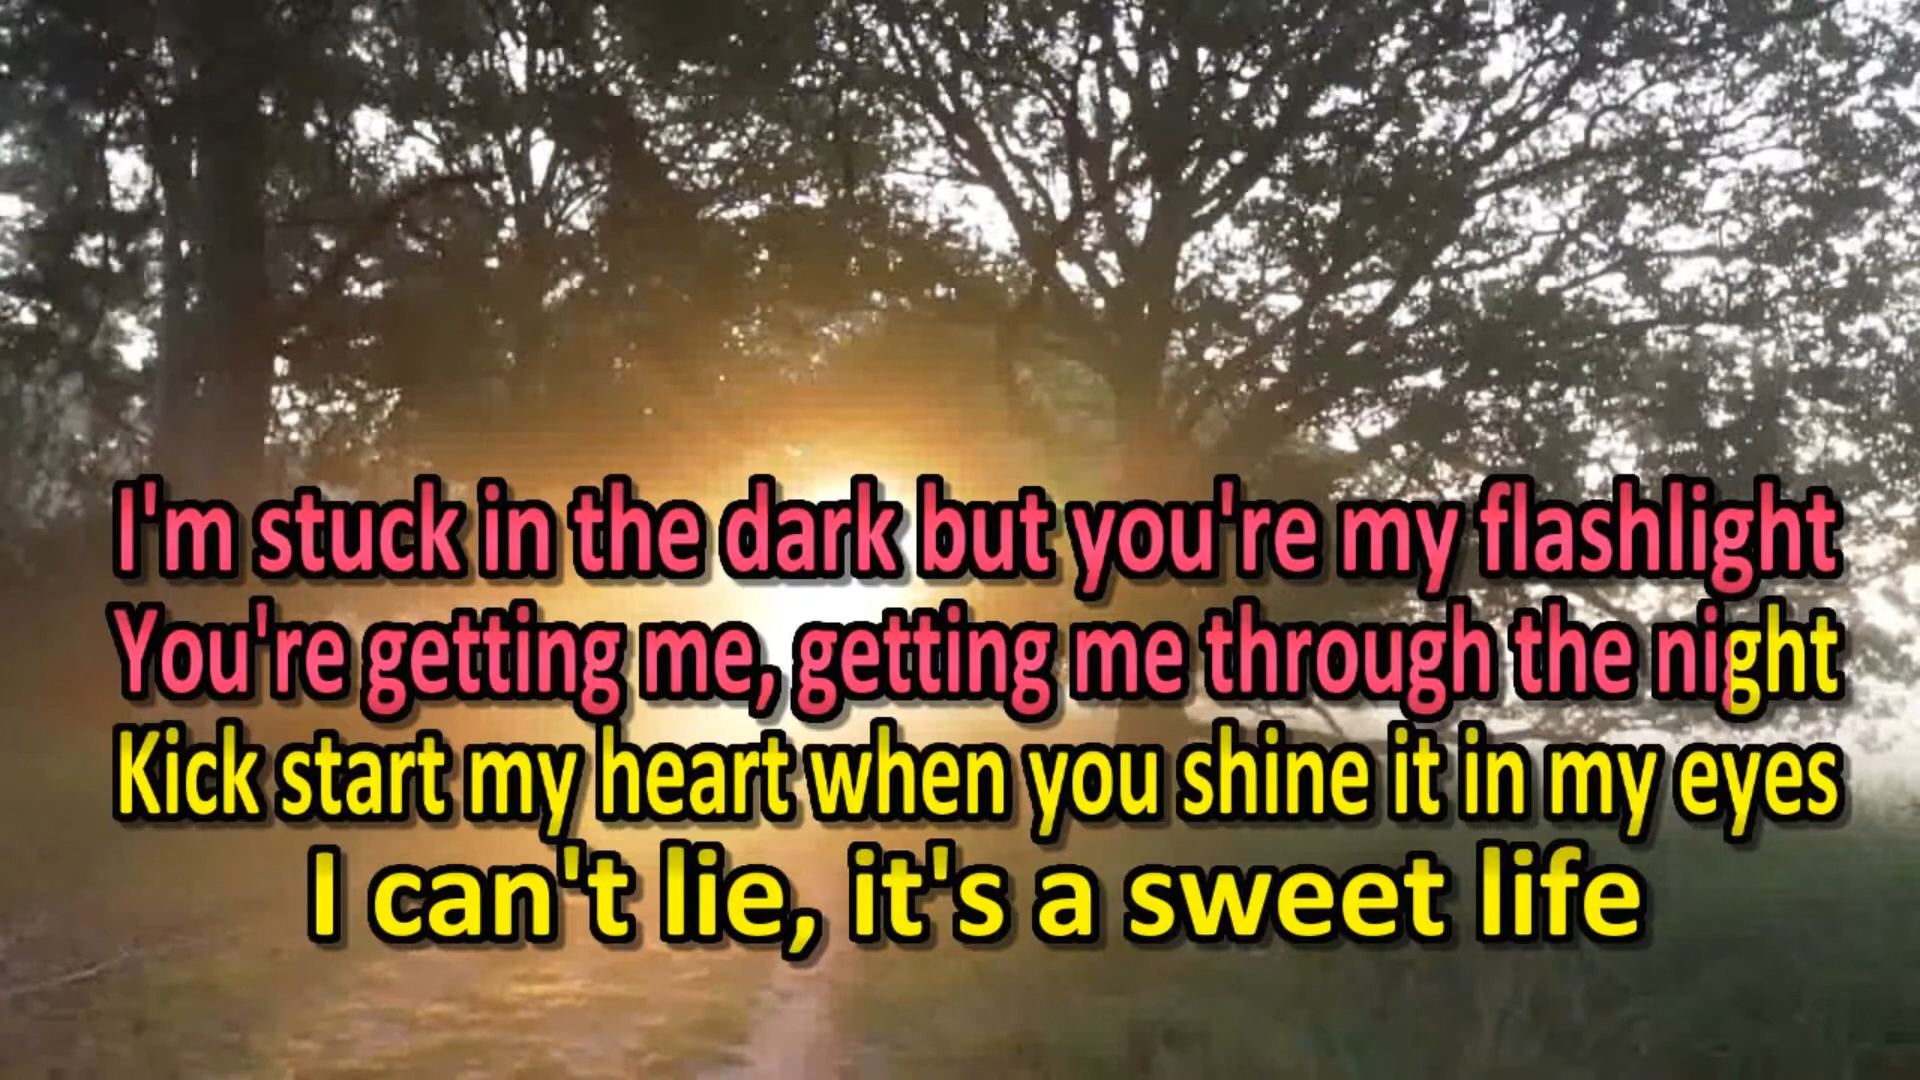 I'm stuck in the dark but you're my flashlight
You're getting me, getting me through the night
Kick start my heart when you shine it in my eyes
I can't lie, it's a sweet life